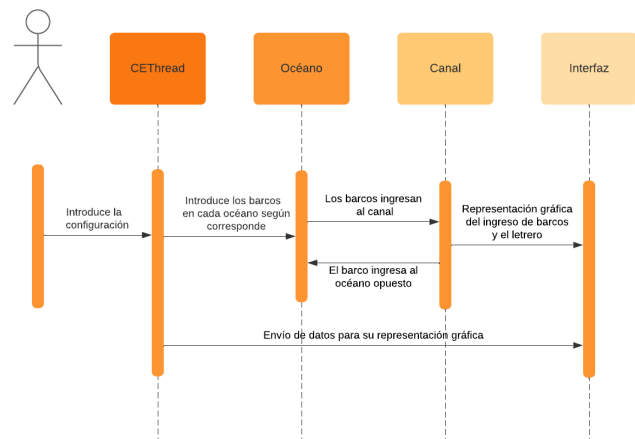 CEThread
Océano
Canal
Interfaz
Introduce la
configuración
Introduce los barcos
en cada océano según
corresponde
Los barcos ingresan
al canal
Representación gráfica
del ingreso de barcos
y el letrero
El barco ingresa al
océano opuesto
Envío de datos para su representación gráfica